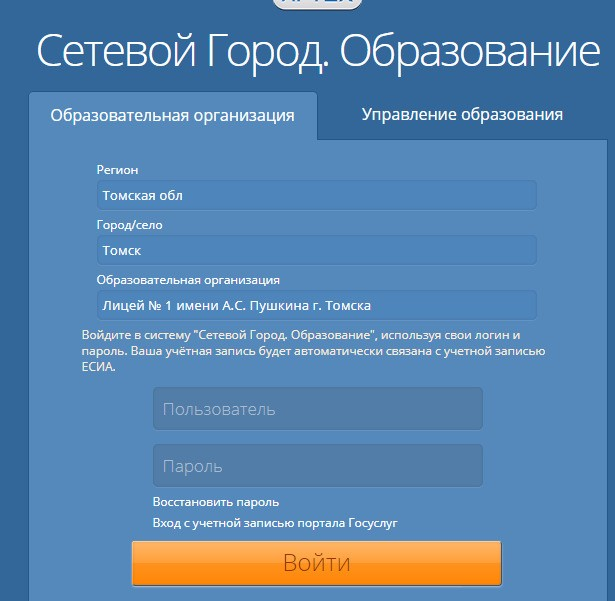 Сетевой Город. Образование
Образовательная организация
Управление образования
Регион
Томская обл
Город/село
Томск
Образовательная организация
Лицей № 1 имени А.С. Пушкина г. Томска
Войдите в систему "Сетевой Город. Образование", используя свои логин и
пароль. Ваша учётная запись будет автоматически связана с учетной записью
ЕСИА.
Пользователь
Пароль
Восстановить пароль
Вход с учетной записью портала Госуслуг
Войти